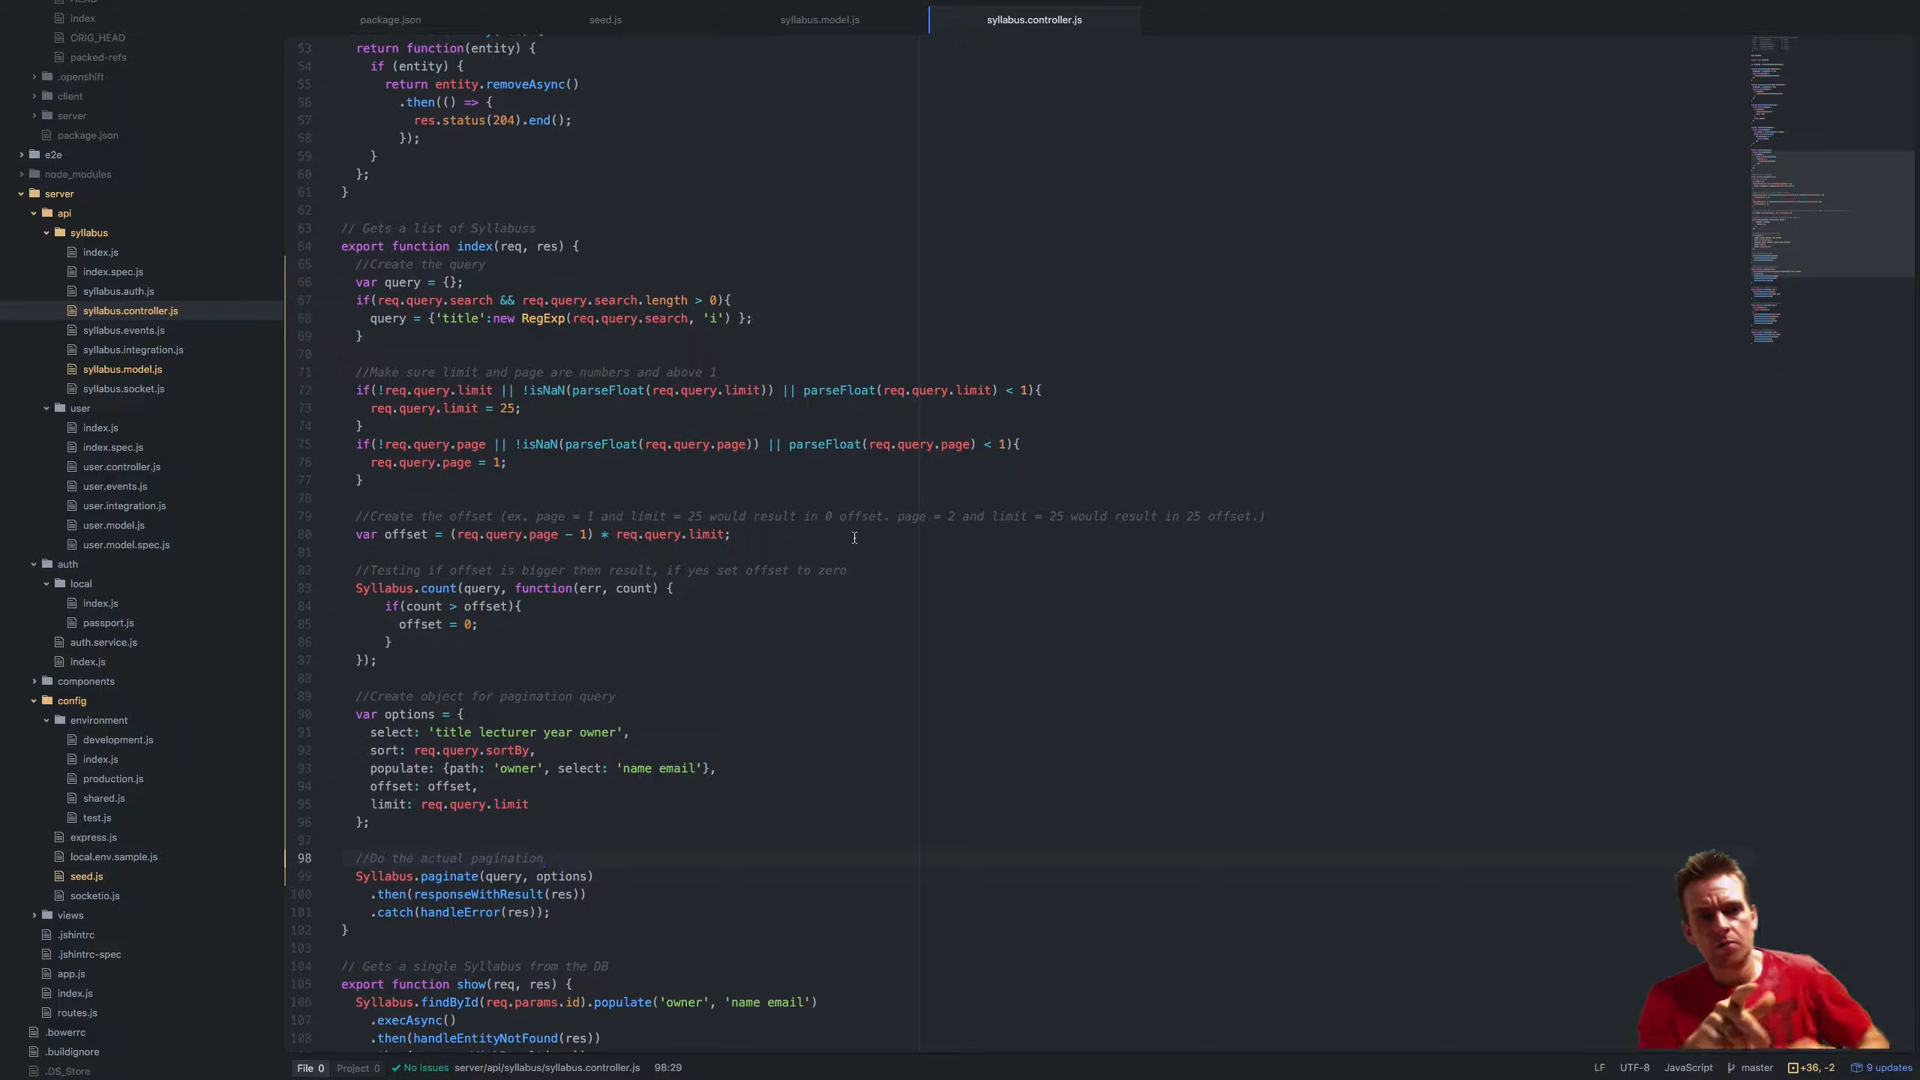 HEAD
index
ORIG_HEAD
packed-refs
.openshift
client
server
package.json
e2e
node_modules
server
api
syllabus
index.js
index.spec.js
syllabus.auth.js
syllabus.controller.js
syllabus.events.js
syllabus.integration.js
syllabus.model.js
syllabus.socket.js
user
index.js
index.spec.js
user.controller.js
user.events.js
user.integration.js
user.model.js
user.model.spec.js
auth
local
index.js
passport.js
auth.service.js
index.js
components
config
environment
development.js
index.js
production.js
shared.js
test.js
express.js
local.env.sample.js
seed.js
socketio.js
views
.jshintrc
.jshintrc-spec
app.js
index.js
routes.js
.bowerrc
.buildignore
.DS_Store
package.json seed.js syllabus.model.js syllabus.controller.js
53 return function(entity) {
54 if (entity) {
55 return entity.removeAsync()
56 .then(() => {
57 res.status(204).end();
58 });
59 }
60 };
61 }
62
63 // Gets a list of Syllabuss
64 export function index(req, res) {
65 //Create the query
66 var query = {};
67 if(req.query.search && req.query.search.length > 0){
68 query = {'title':new RegExp(req.query.search, 'i') };
69 }
70
71 //Make sure limit and page are numbers and above 1
72 if(!req.query.limit || !isNaN(parseFloat(req.query.limit)) || parseFloat(req.query.limit) < 1){
73 req.query.limit = 25;
74 }
75 if(!req.query.page || !isNaN(parseFloat(req.query.page)) || parseFloat(req.query.page) < 1){
76 req.query.page = 1;
77 }
78
79 //Create the offset (ex. page = 1 and limit = 25 would result in 0 offset. page = 2 and limit = 25 would result in 25 offset.)
80 var offset = (req.query.page - 1) * req.query.limit;
81
82 //Testing if offset is bigger then result, if yes set offset to zero
83 Syllabus.count(query, function(err, count) {
84 if(count > offset){
85 offset = 0;
86 }
87 });
88
89 //Create object for pagination query
90 var options = {
91 select: 'title lecturer year owner',
92 sort: req.query.sortBy,
93 populate: {path: 'owner', select: 'name email'},
94 offset: offset,
95 limit: req.query.limit
96 };
97
98 //Do the actual pagination
99 Syllabus.paginate(query, options)
100 .then(responseWithResult(res))
101 .catch(handleError(res));
102 }
103
104 // Gets a single Syllabus from the DB
105 export function show(req, res) {
106 Syllabus.findById(req.params.id).populate('owner', 'name email')
107 .execAsync()
108 .then(handleEntityNotFound(res))
File 0 Project 0 No Issues server/api/syllabus/syllabus.controller.js 98:29 LF UTF-8 JavaScript master +36, -2 9 updates